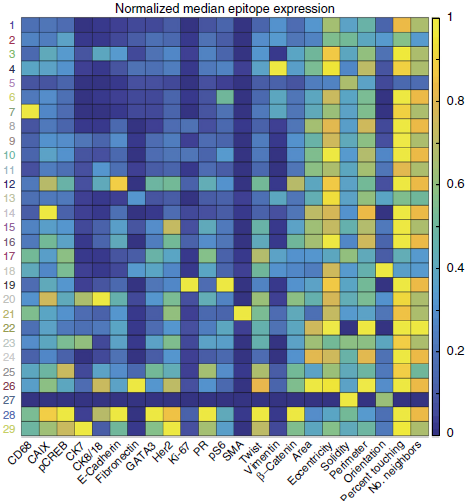 Normalized median epitope expression
1
2
3
4
5
6
7
8
9
10
11
12
13
14
15
16
17
18
19
20
21
22
23
24
25
26
27
28
29
1
0.8
0.6
0.4
0.2
0
CD68
CAIX
pCREB
CK7
CK8/18
E-Cadherin
Fibronectin
GATA3
Her2
Ki-67
PR
pS6
SMA
Twist
Vimentin
β-Catenin
Area
Eccentricity
Solidity
Perimeter
Orientation
Percent touching
No. neighbors